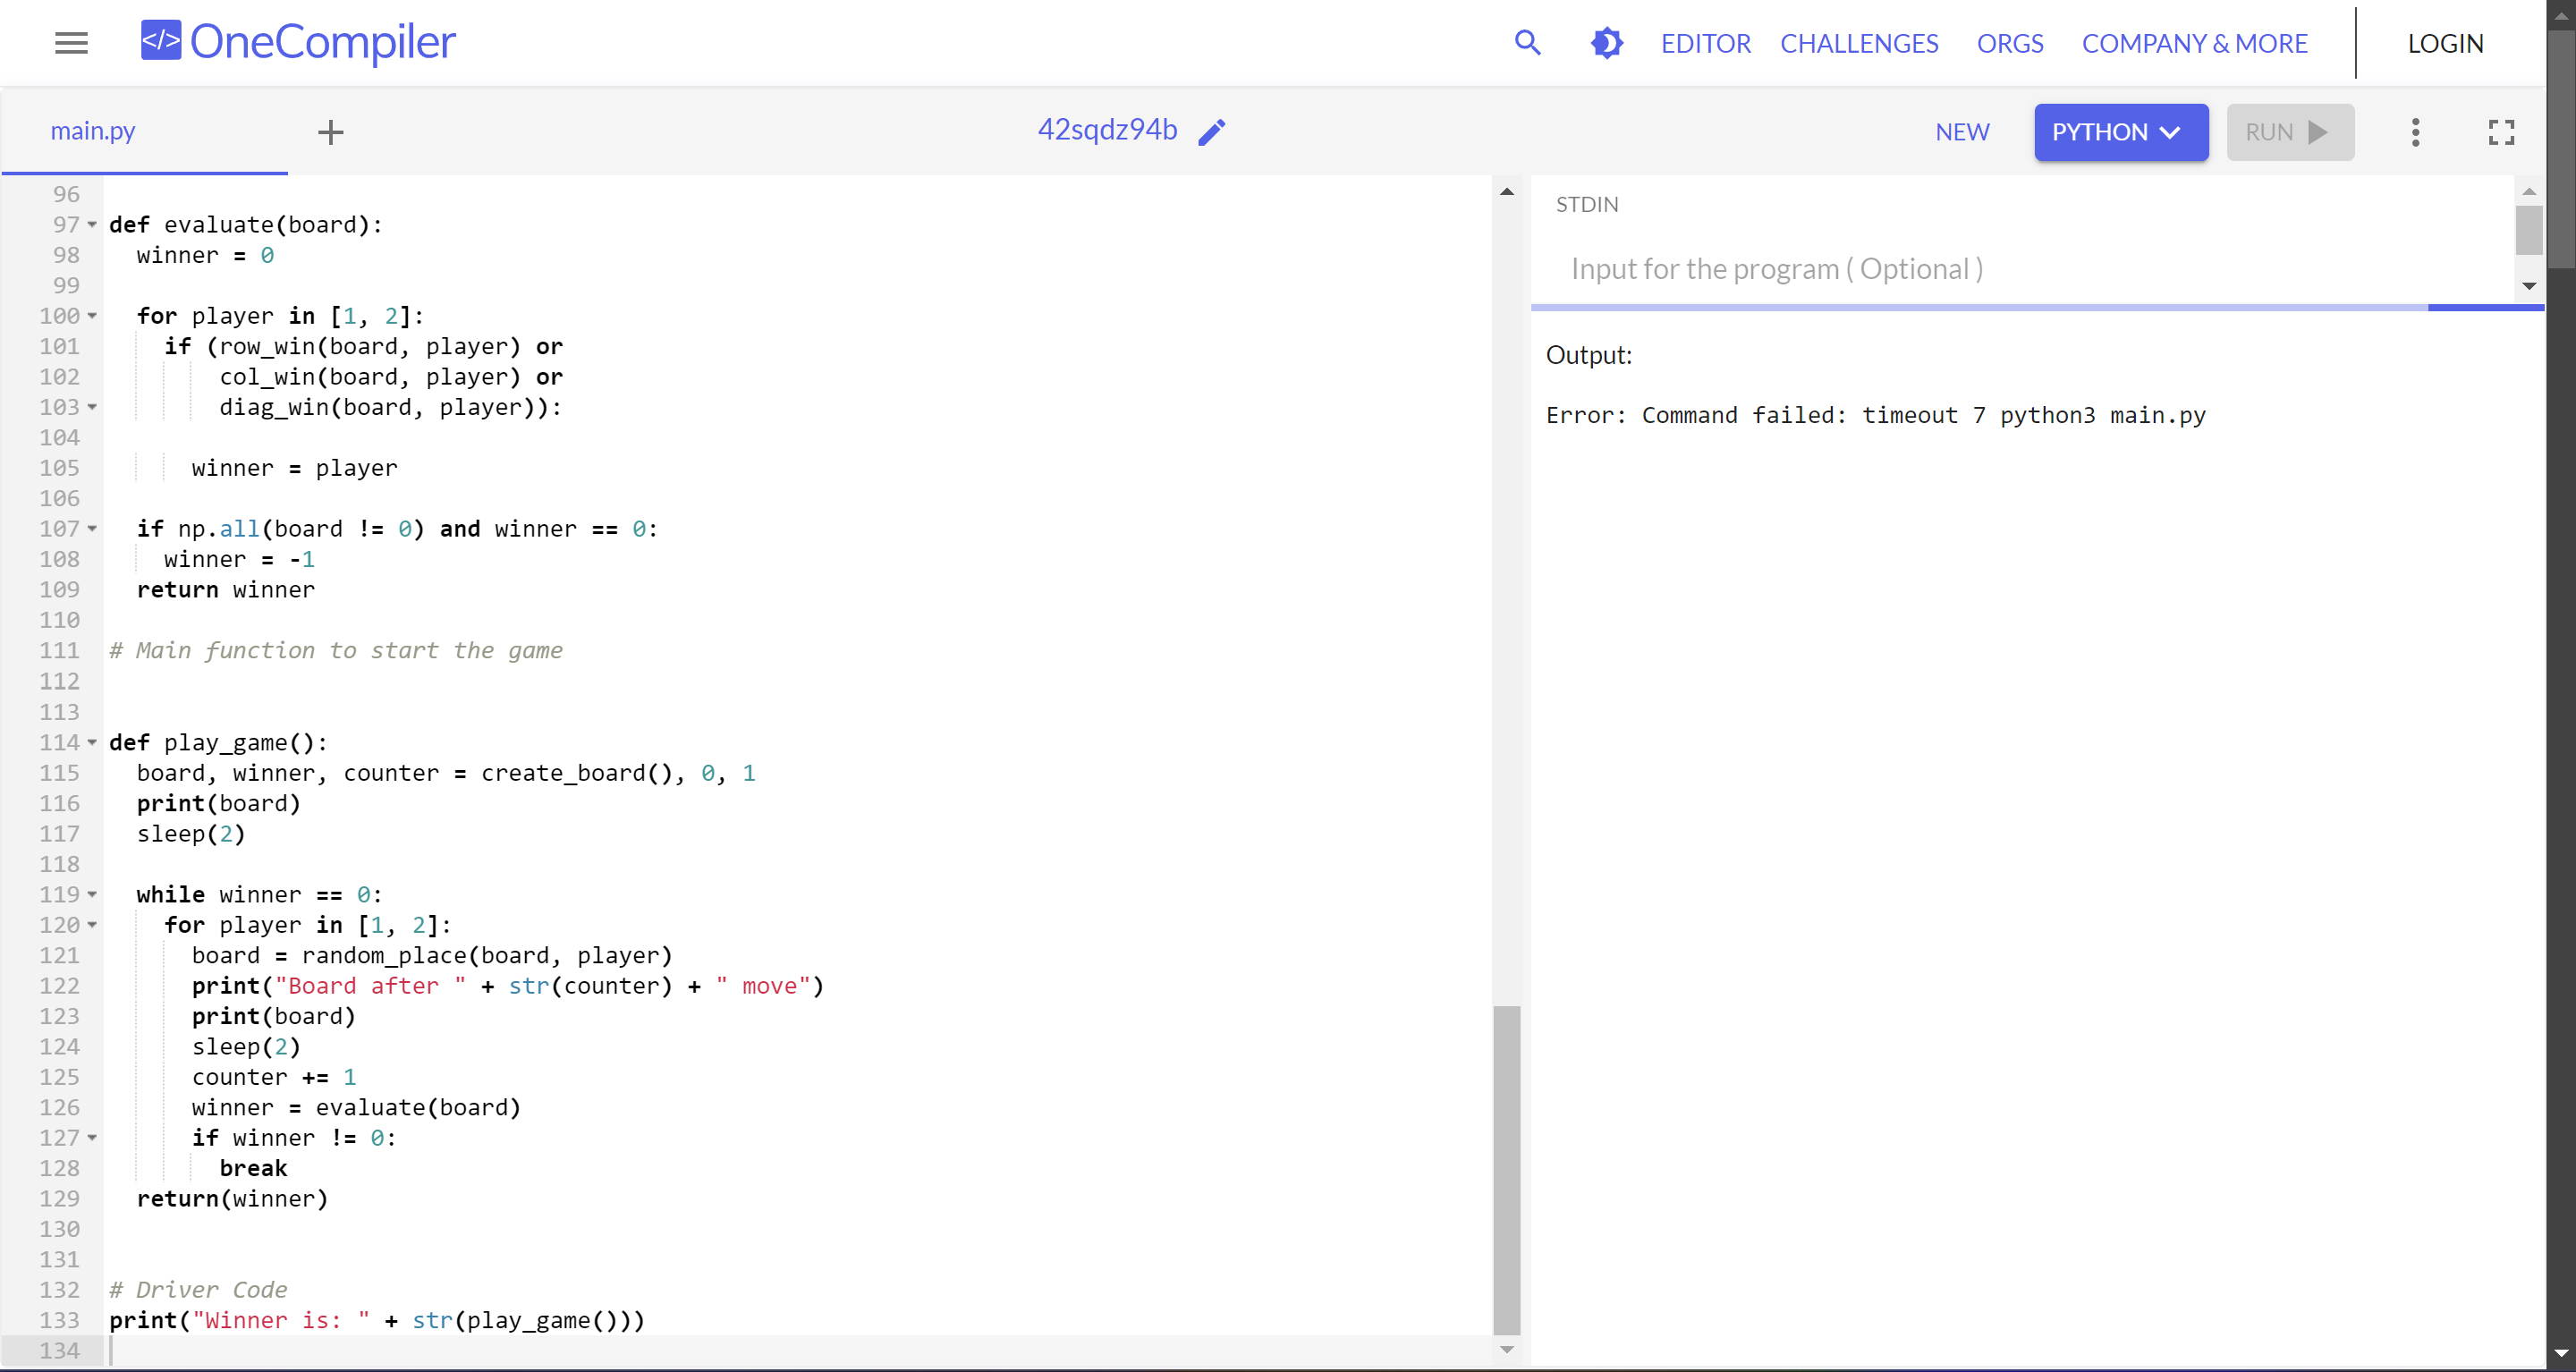 </> OneCompiler
EDITOR CHALLENGES ORGS COMPANY & MORE LOGIN
main.py
42sqdz94b
NEW PYTHON RUN
96
97 def evaluate(board):
98 winner = 0
99
100 for player in [1, 2]:
101 if (row_win(board, player) or
102 col_win(board, player) or
103 diag_win(board, player)):
104
105 winner = player
106
107 if np.all(board != 0) and winner == 0:
108 winner = -1
109 return winner
110
111 # Main function to start the game
112
113
114 def play_game():
115 board, winner, counter = create_board(), 0, 1
116 print(board)
117 sleep(2)
118
119 while winner == 0:
120 for player in [1, 2]:
121 board = random_place(board, player)
122 print("Board after " + str(counter) + " move")
123 print(board)
124 sleep(2)
125 counter += 1
126 winner = evaluate(board)
127 if winner != 0:
128 break
129 return(winner)
130
131
132 # Driver Code
133 print("Winner is: " + str(play_game()))
134
STDIN
Input for the program ( Optional )
Output:
Error: Command failed: timeout 7 python3 main.py